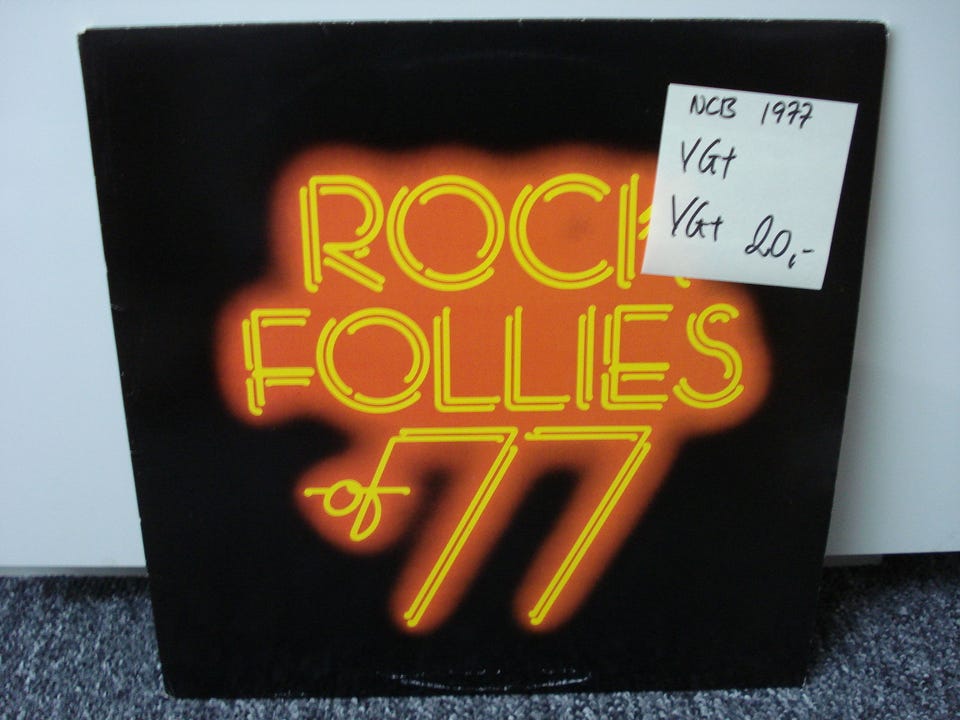 NCB 1977
VG+
VG+ 20,-
ROCK
FOLLIES
of 77